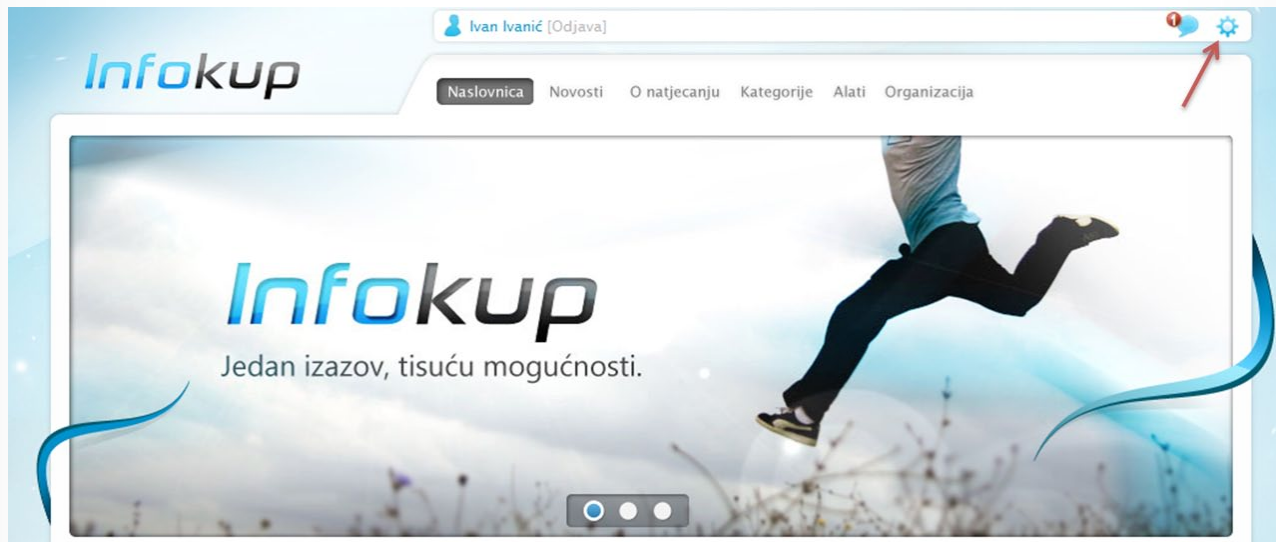 Ivan Ivanić [Odjava]
1
Infokup
Naslovnica Novosti O natjecanju Kategorije Alati Organizacija
Infokup
Jedan izazov, tisuću mogućnosti.